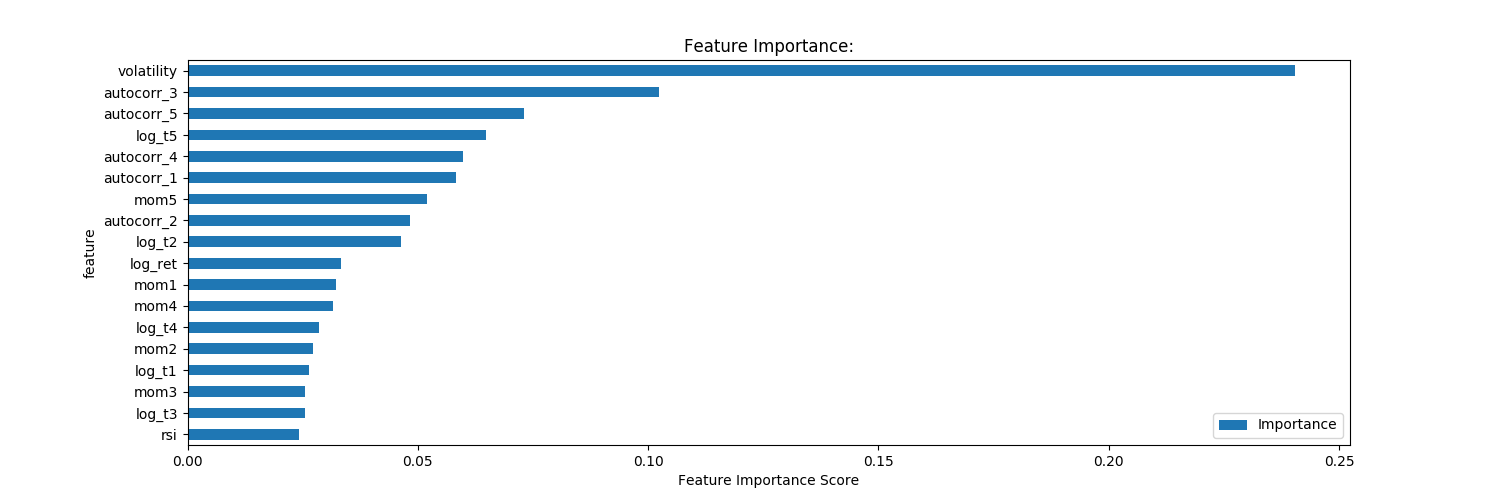 Feature Importance:
feature
volatility
autocorr_3
autocorr_5
log_t5
autocorr_4
autocorr_1
mom5
autocorr_2
log_t2
log_ret
mom1
mom4
log_t4
mom2
log_t1
mom3
log_t3
rsi
Importance
0.00 0.05 0.10 0.15 0.20 0.25
Feature Importance Score